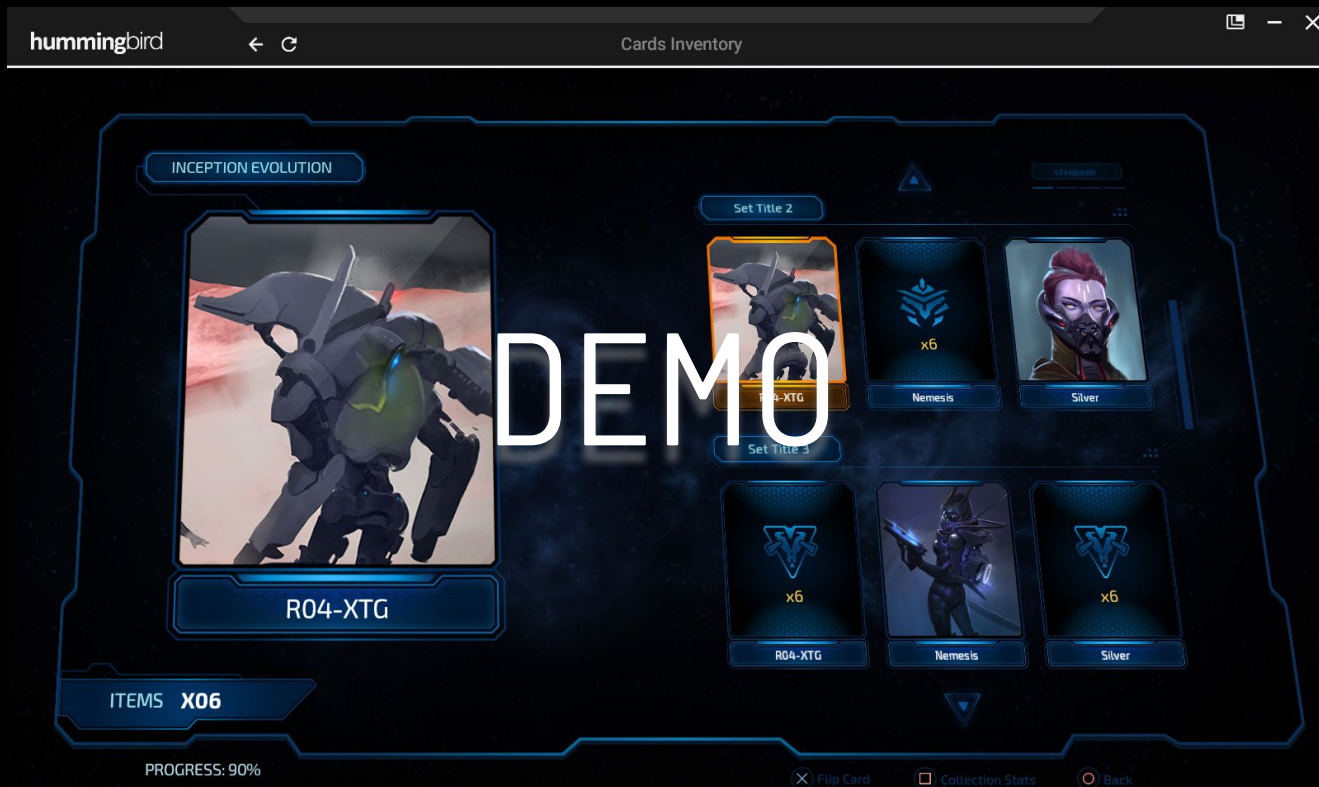 hummingbird
Cards Inventory
INCEPTION EVOLUTION
STANDARD
Set Title 2
x6
R04-XTG
Nemesis
Silver
DEMO
Set Title 3
x6
x6
R04-XTG
R04-XTG
Nemesis
Silver
ITEMS X06
PROGRESS: 90%
Flip Card
Collection Stats
Back